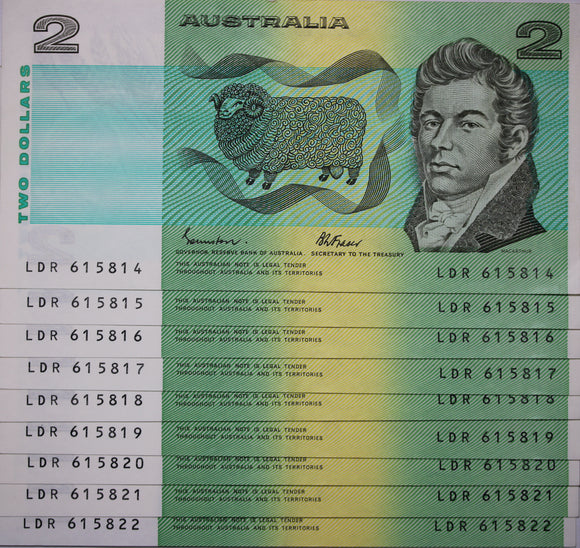 2 AUSTRALIA 2
TWO DOLLARS
MACARTHUR
GOVERNOR, RESERVE BANK OF AUSTRALIA. SECRETARY TO THE TREASURY
LDR 615814 THIS AUSTRALIAN NOTE IS LEGAL TENDER LDR 615814
THROUGHOUT AUSTRALIA AND ITS TERRITORIES
LDR 615815 THIS AUSTRALIAN NOTE IS LEGAL TENDER LDR 615815
THROUGHOUT AUSTRALIA AND ITS TERRITORIES
LDR 615816 THIS AUSTRALIAN NOTE IS LEGAL TENDER LDR 615816
THROUGHOUT AUSTRALIA AND ITS TERRITORIES
LDR 615817 THIS AUSTRALIAN NOTE IS LEGAL TENDER LDR 615817
THROUGHOUT AUSTRALIA AND ITS TERRITORIES
LDR 615818 THIS AUSTRALIAN NOTE IS LEGAL TENDER LDR 615818
THROUGHOUT AUSTRALIA AND ITS TERRITORIES
LDR 615819 THIS AUSTRALIAN NOTE IS LEGAL TENDER LDR 615819
THROUGHOUT AUSTRALIA AND ITS TERRITORIES
LDR 615820 THIS AUSTRALIAN NOTE IS LEGAL TENDER LDR 615820
THROUGHOUT AUSTRALIA AND ITS TERRITORIES
LDR 615821 THIS AUSTRALIAN NOTE IS LEGAL TENDER LDR 615821
THROUGHOUT AUSTRALIA AND ITS TERRITORIES
LDR 615822 THIS AUSTRALIAN NOTE IS LEGAL TENDER LDR 615822
THROUGHOUT AUSTRALIA AND ITS TERRITORIES